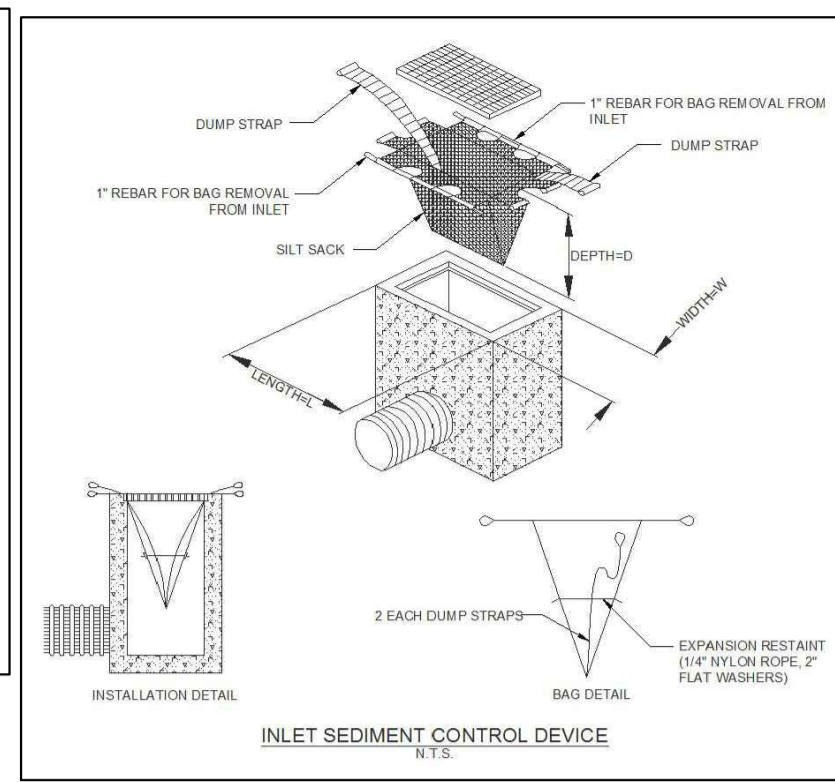 DUMP STRAP
1" REBAR FOR BAG REMOVAL FROM
INLET
DUMP STRAP
1" REBAR FOR BAG REMOVAL
FROM INLET
SILT SACK
DEPTH=D
WIDTH=W
LENGTH=L
2 EACH DUMP STRAPS
EXPANSION RESTAINT
(1/4" NYLON ROPE, 2"
FLAT WASHERS)
INSTALLATION DETAIL
BAG DETAIL
INLET SEDIMENT CONTROL DEVICE
N.T.S.